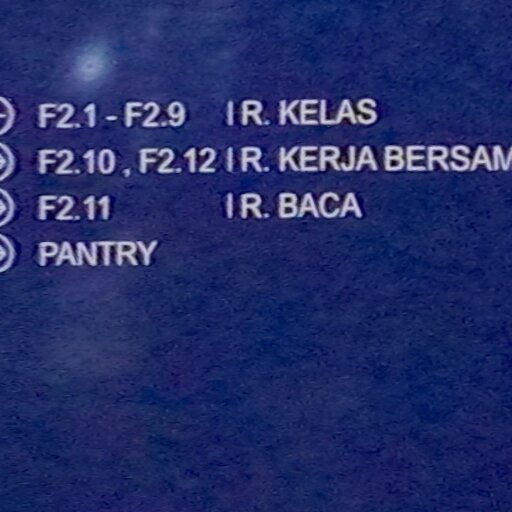 F2.1 - F2.9 | R. KELAS
F2.10 , F2.12 | R. KERJA BERSAM
F2.11 | R. BACA
PANTRY